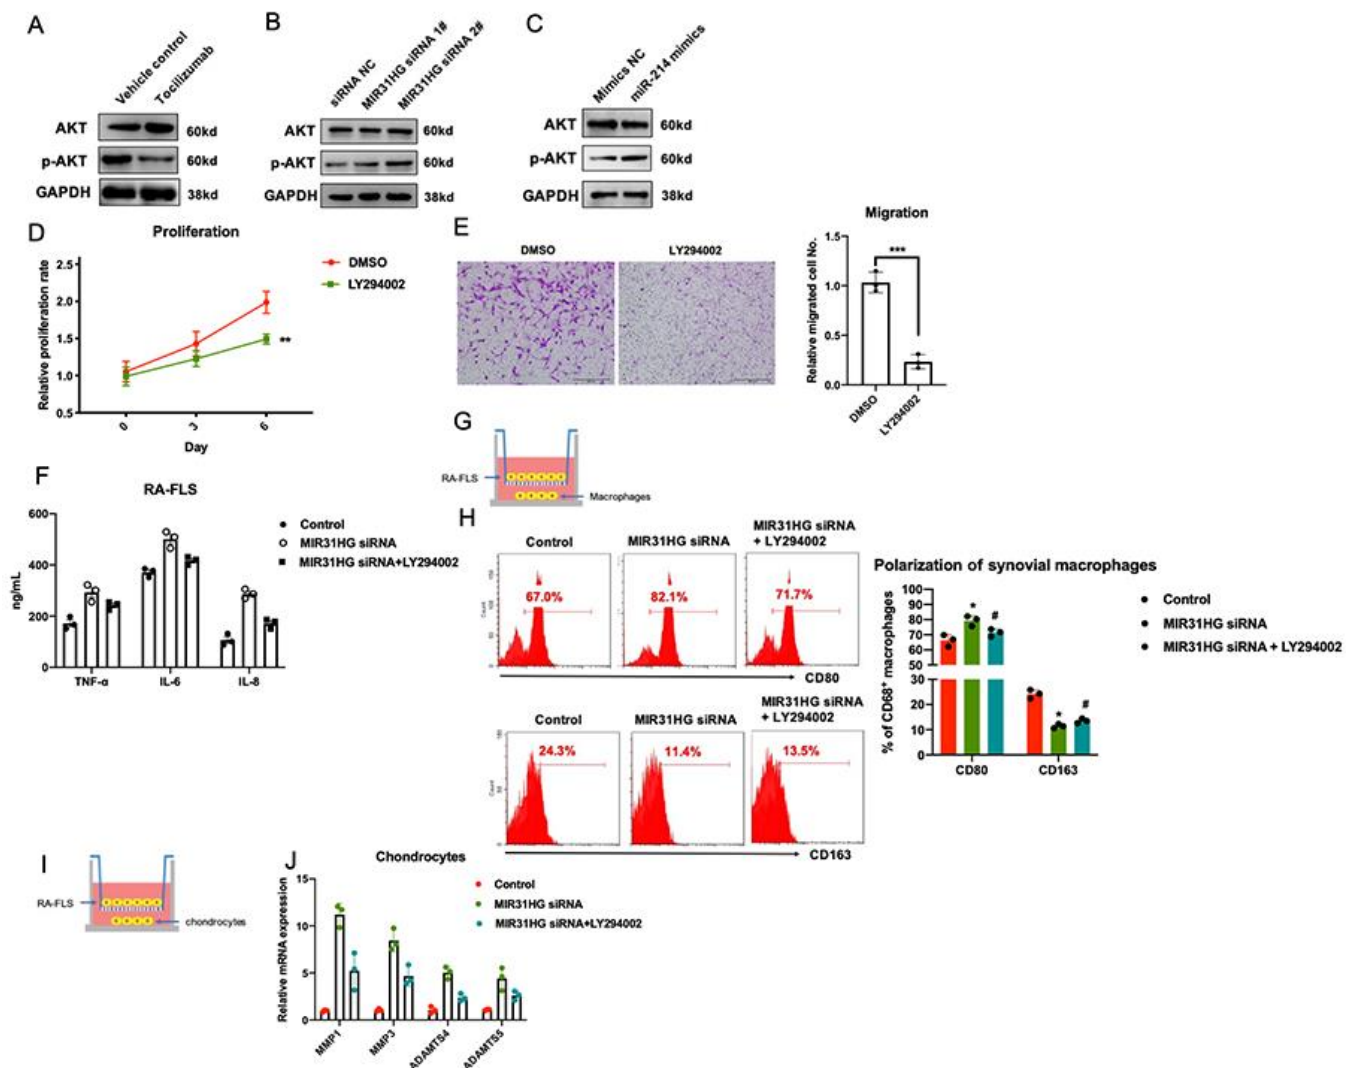 A
Vehicle control
Tocilizumab
AKT
60kd
p-AKT
60kd
GAPDH
38kd
B
siRNA NC
MIR31HG siRNA 1#
MIR31HG siRNA 2#
AKT
60kd
p-AKT
60kd
GAPDH
38kd
C
Mimics NC
miR-214 mimics
AKT
60kd
p-AKT
60kd
GAPDH
38kd
D
Proliferation
Relative proliferation rate
2.5
2.0
1.5
1.0
0.5
0
3
6
Day
DMSO
LY294002
**
E
DMSO
LY294002
Migration
Relative migrated cell No.
1.5
1.0
0.5
0.0
***
DMSO
LY294002
F
RA-FLS
ng/mL
600
400
200
0
TNF-α
IL-6
IL-8
Control
MIR31HG siRNA
MIR31HG siRNA+LY294002
G
RA-FLS
Macrophages
H
Control
MIR31HG siRNA
MIR31HG siRNA
+ LY294002
67.0%
82.1%
71.7%
Count
Count
Count
CD80
Control
MIR31HG siRNA
MIR31HG siRNA
+ LY294002
24.3%
11.4%
13.5%
Count
CD163
Polarization of synovial macrophages
% of CD68+ macrophages
100
90
80
70
60
50
30
20
10
0
*
#
*
#
CD80
CD163
Control
MIR31HG siRNA
MIR31HG siRNA + LY294002
I
RA-FLS
chondrocytes
J
Chondrocytes
Relative mRNA expression
15
10
5
0
MMP1
MMP3
ADAMTS4
ADAMTS5
Control
MIR31HG siRNA
MIR31HG siRNA+LY294002